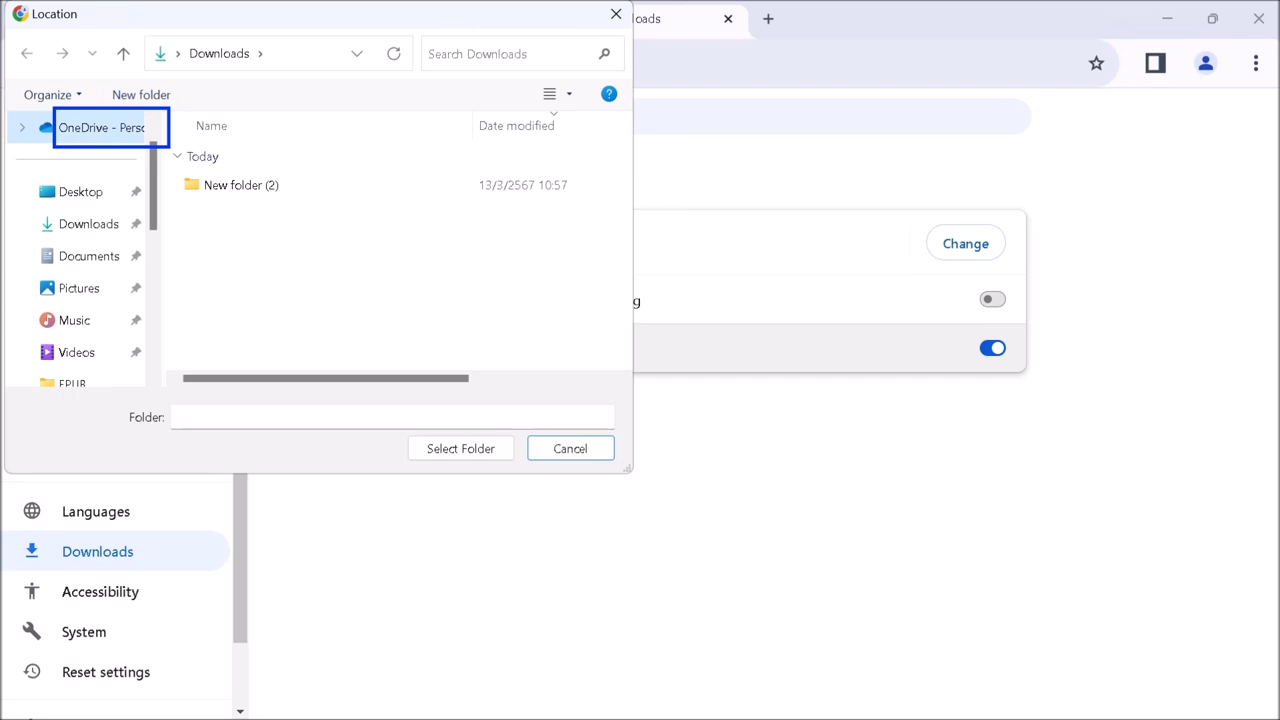 Location
loads
Downloads
Search Downloads
Organize
New folder
OneDrive - Perso
Name
Date modified
Today
New folder (2)
13/3/2567 10:57
Desktop
Downloads
Documents
Pictures
Music
Videos
EPUB
Change
g
Folder:
Select Folder
Cancel
Languages
Downloads
Accessibility
System
Reset settings